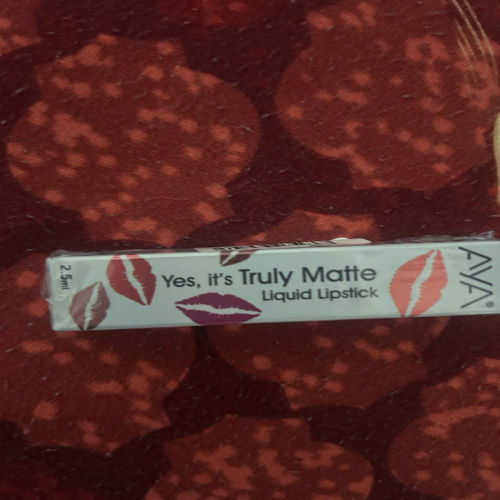 2.5ml
Yes, it's Truly Matte
Liquid Lipstick
AVA®